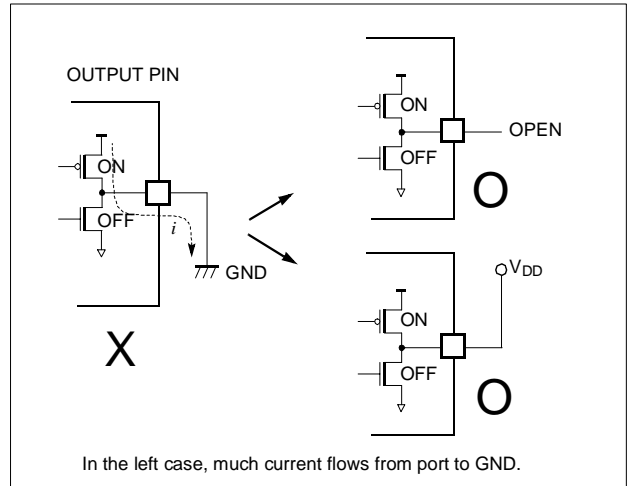 OUTPUT PIN
ON
OFF
i
GND
X
ON
OFF
OPEN
O
VDD
ON
OFF
O
In the left case, much current flows from port to GND.